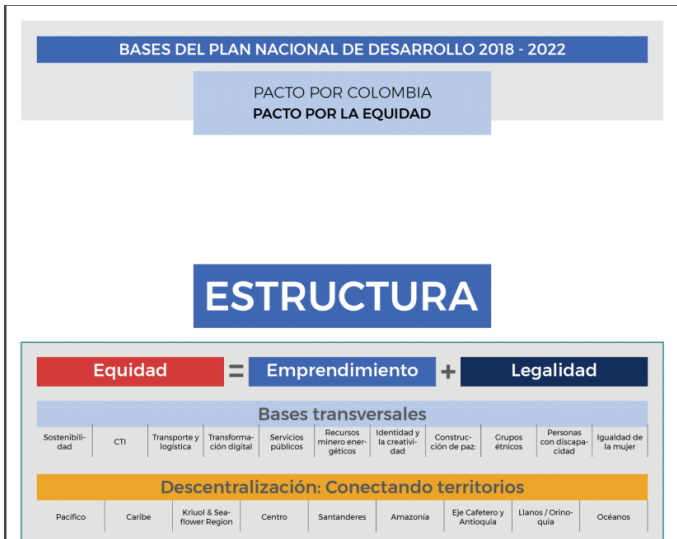 BASES DEL PLAN NACIONAL DE DESARROLLO 2018 - 2022
PACTO POR COLOMBIA
PACTO POR LA EQUIDAD
ESTRUCTURA
Equidad = Emprendimiento + Legalidad
Bases transversales
Sostenibili-
dad
CTI
Transporte y
logística
Transforma-
ción digital
Servicios
públicos
Recursos
minero ener-
géticos
Identidad y
la creativi-
dad
Construc-
ción de paz:
Grupos
étnicos
Personas
con discapa-
cidad
Igualdad de
la mujer
Descentralización: Conectando territorios
Pacífico
Caribe
Kriuol & Sea-
flower Region
Centro
Santanderes
Amazonía
Eje Cafetero y
Antioquia
Llanos / Orino-
quia
Océanos